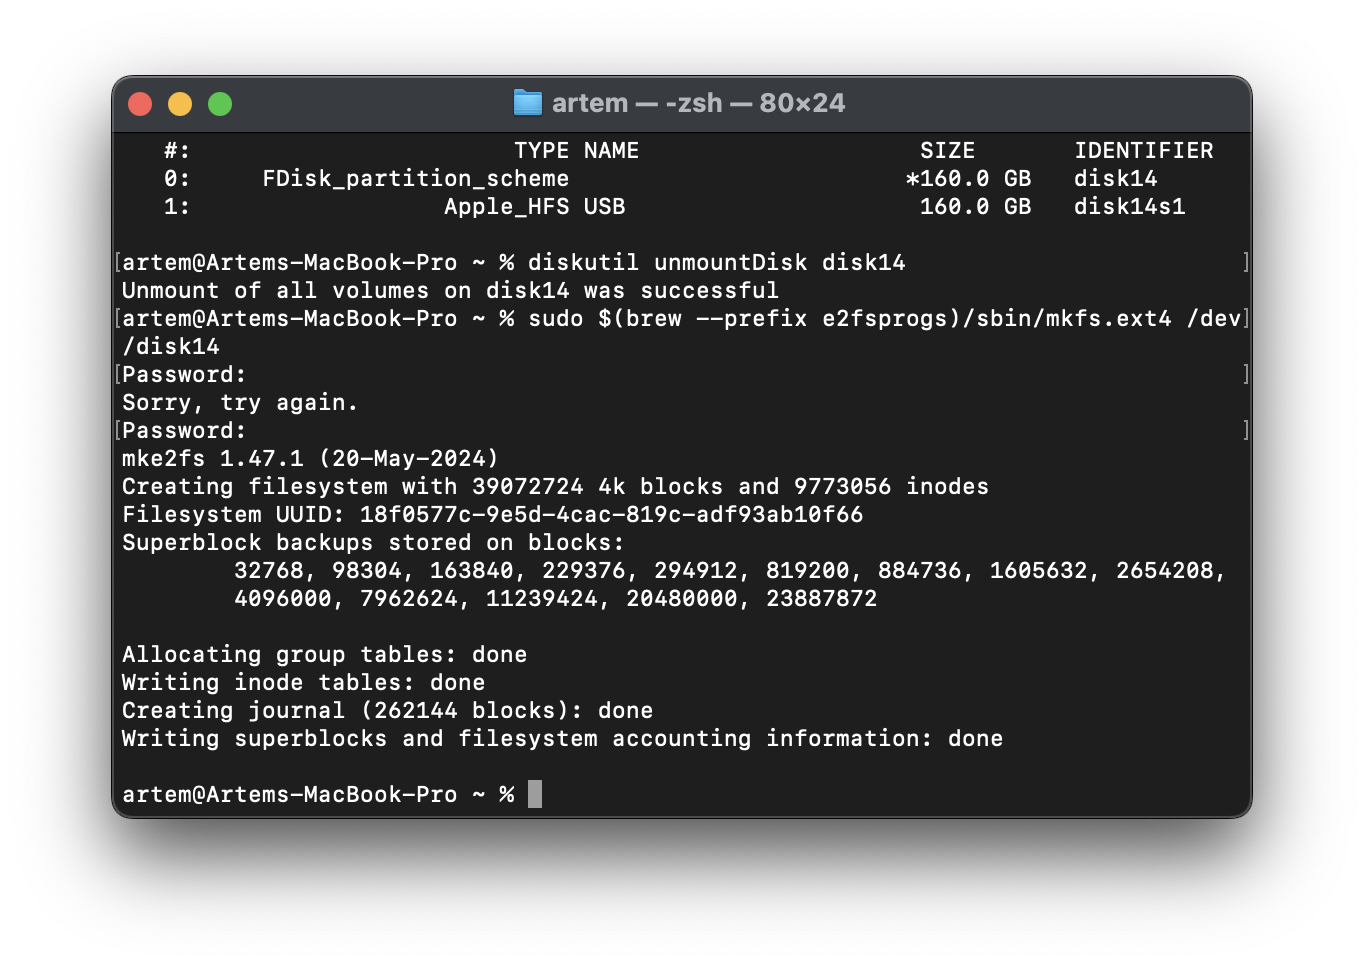 artem — -zsh — 80×24
#: TYPE NAME SIZE IDENTIFIER
0: FDisk_partition_scheme *160.0 GB disk14
1: Apple_HFS USB 160.0 GB disk14s1
[artem@Artems-MacBook-Pro ~ % diskutil unmountDisk disk14 ]
Unmount of all volumes on disk14 was successful
[artem@Artems-MacBook-Pro ~ % sudo $(brew --prefix e2fsprogs)/sbin/mkfs.ext4 /dev]
/disk14
[Password: ]
Sorry, try again.
[Password: ]
mke2fs 1.47.1 (20-May-2024)
Creating filesystem with 39072724 4k blocks and 9773056 inodes
Filesystem UUID: 18f0577c-9e5d-4cac-819c-adf93ab10f66
Superblock backups stored on blocks:
32768, 98304, 163840, 229376, 294912, 819200, 884736, 1605632, 2654208,
4096000, 7962624, 11239424, 20480000, 23887872
Allocating group tables: done
Writing inode tables: done
Creating journal (262144 blocks): done
Writing superblocks and filesystem accounting information: done
artem@Artems-MacBook-Pro ~ %